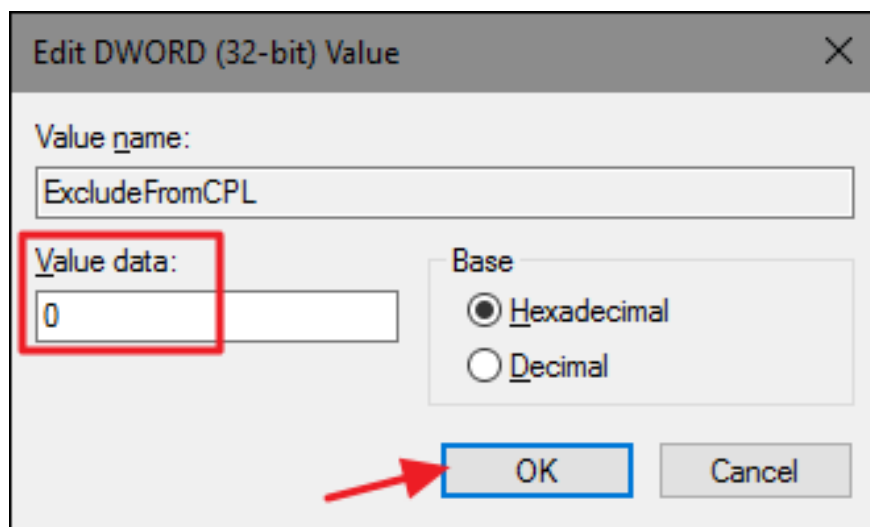 Edit DWORD (32-bit) Value
Value name:
ExcludeFromCPL
Value data:
0
Base
Hexadecimal
Decimal
OK
Cancel